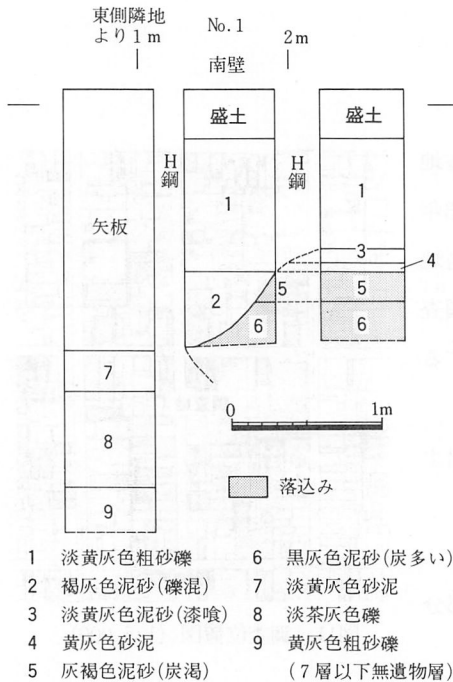 東側隣地
より1m
No.1
南壁
2m
盛土
盛土
H
鋼
H
鋼
1
1
矢板
3
4
2
5
5
6
6
7
8
9
0
1m
落込み
1 淡黄灰色粗砂礫
2 褐灰色泥砂(礫混)
3 淡黄灰色泥砂(漆喰)
4 黄灰色砂泥
5 灰褐色泥砂(炭渇)
6 黒灰色泥砂(炭多い)
7 淡黄灰色砂泥
8 淡茶灰色礫
9 黄灰色粗砂礫
(7層以下無遺物層)